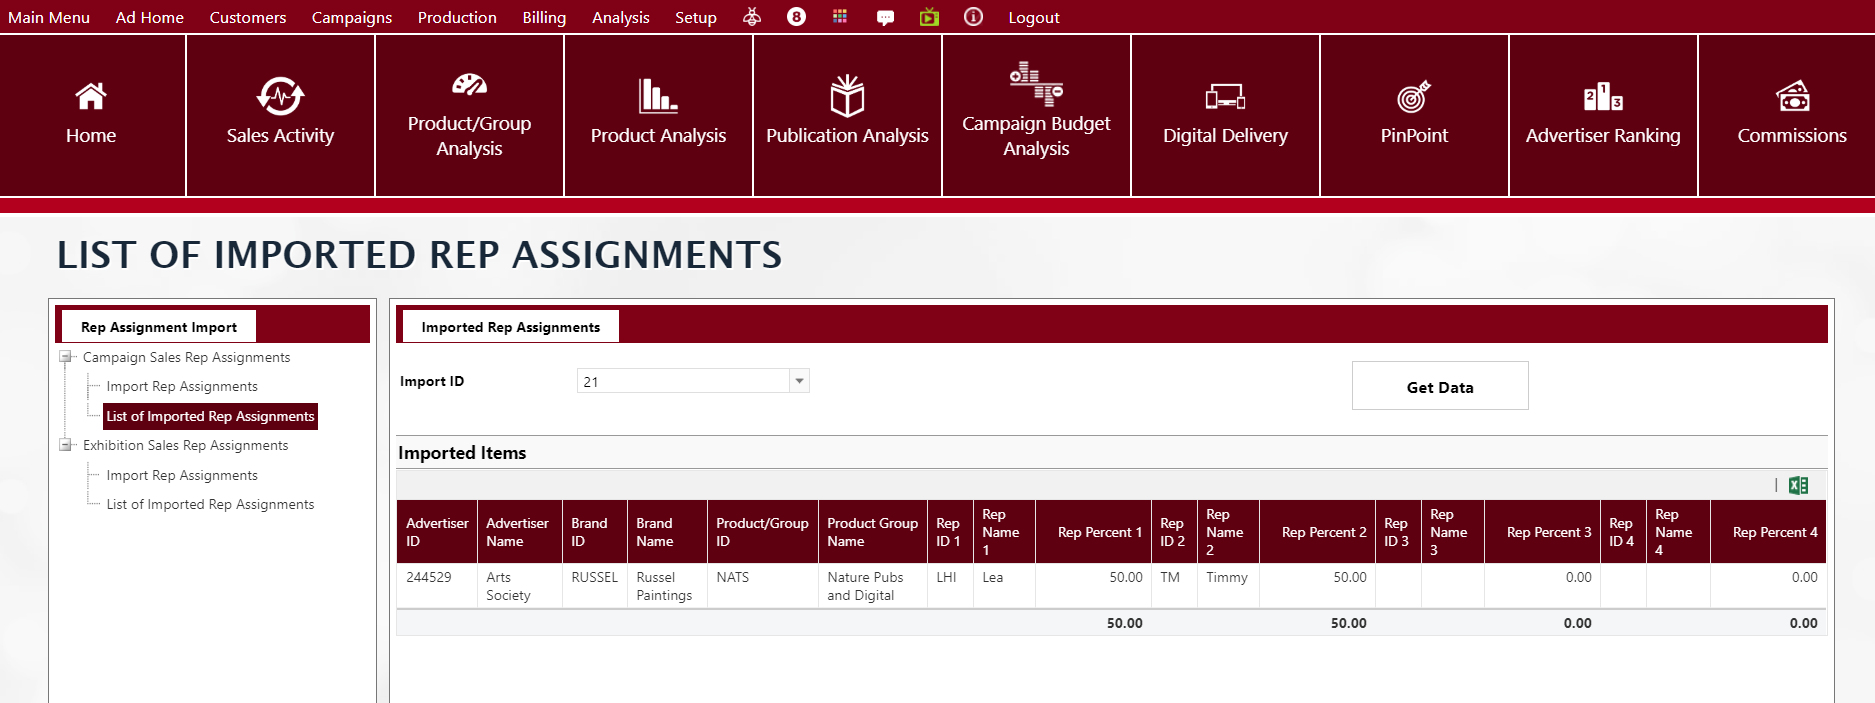 Main Menu Ad Home Customers Campaigns Production Billing Analysis Setup 8 Logout
Home
Sales Activity
Product/Group
Analysis
Product Analysis
Publication Analysis
Campaign Budget
Analysis
Digital Delivery
PinPoint
2 1 3
Advertiser Ranking
Commissions
LIST OF IMPORTED REP ASSIGNMENTS
Rep Assignment Import
Campaign Sales Rep Assignments
Import Rep Assignments
List of Imported Rep Assignments
Exhibition Sales Rep Assignments
Import Rep Assignments
List of Imported Rep Assignments
Imported Rep Assignments
Import ID 21 Get Data
Imported Items
Advertiser
ID
Advertiser
Name
Brand
ID
Brand
Name
Product/Group
ID
Product Group
Name
Rep
ID 1
Rep
Name
1
Rep Percent 1
Rep
ID 2
Rep
Name
2
Rep Percent 2
Rep
ID 3
Rep
Name
3
Rep Percent 3
Rep
ID 4
Rep
Name
4
Rep Percent 4
244529
Arts
Society
RUSSEL
Russel
Paintings
NATS
Nature Pubs
and Digital
LHI
Lea
50.00
TM
Timmy
50.00
0.00
0.00
50.00 50.00 0.00 0.00